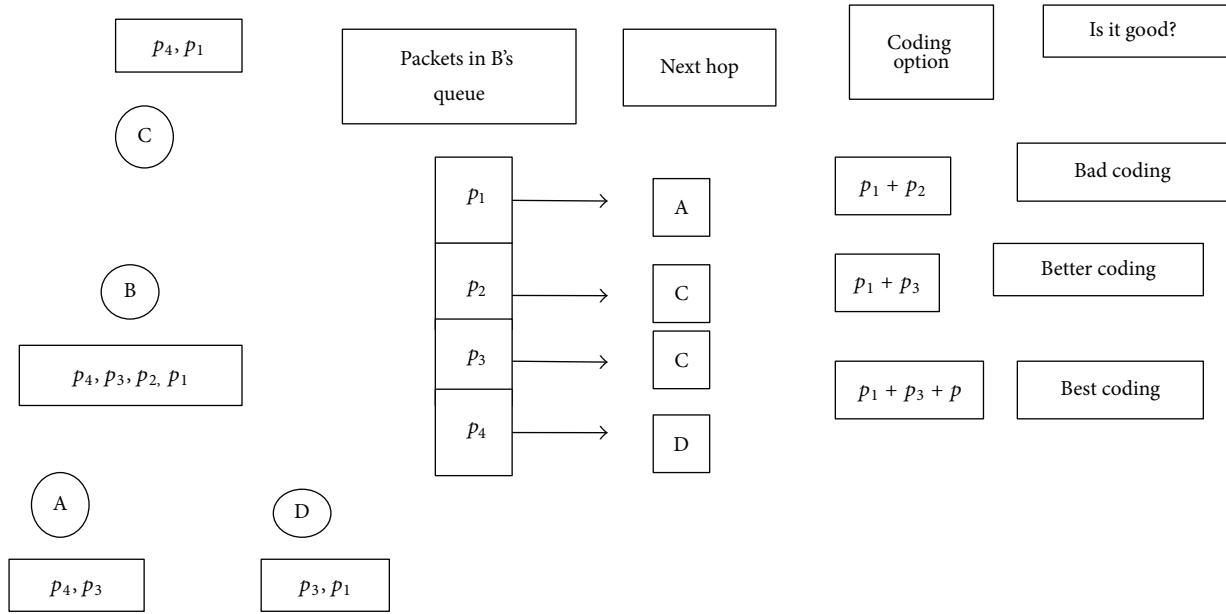 p₄, p₁
C
B
p₄, p₃, p₂, p₁
A
D
p₄, p₃
p₃, p₁
Packets in B's
queue
Next hop
Coding
option
Is it good?
p₁
A
p₁ + p₂
Bad coding
p₂
C
p₁ + p₃
Better coding
p₃
C
p₁ + p₃ + p
Best coding
p₄
D